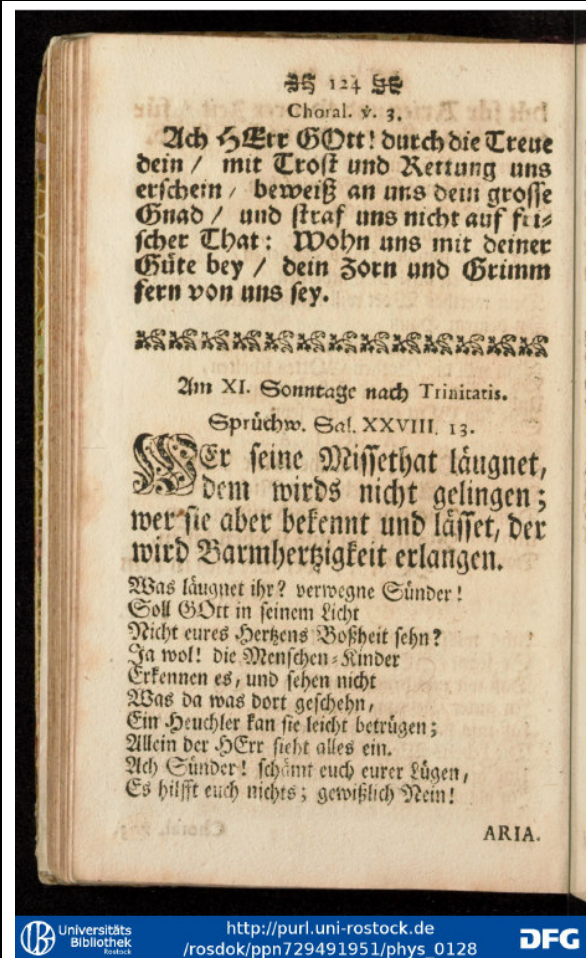 124
Choral. v. 3.
Ach HErr GOtt! durch die Treue
dein / mit Trost und Rettung uns
erschein / beweiß an uns dein grosse
Gnad / und straf uns nicht auf fri-
scher That: Wohn uns mit deiner
Güte bey / dein Zorn und Grimm
fern von uns sey.
Am XI. Sonntage nach Trinitatis.
Sprüchw. Sal. XXVIII. 13.
WEr seine Missethat läugnet,
dem wirds nicht gelingen;
wer sie aber bekennt und lässet, der
wird Barmhertzigkeit erlangen.
Was läugnet ihr? verwegne Sünder!
Soll GOtt in seinem Licht
Nicht eures Hertzens Boßheit sehn?
Ja wol! die Menschen-Kinder
Erkennen es, und sehen nicht
Was da was dort geschehn,
Ein Heuchler kan sie leicht betrügen;
Allein der HErr sieht alles ein.
Ach Sünder! schämt euch eurer Lügen,
Es hilfft euch nichts; gewißlich Nein!
ARIA.
Universitäts
Bibliothek
Rostock
http://purl.uni-rostock.de
/rosdok/ppn729491951/phys_0128
DFG